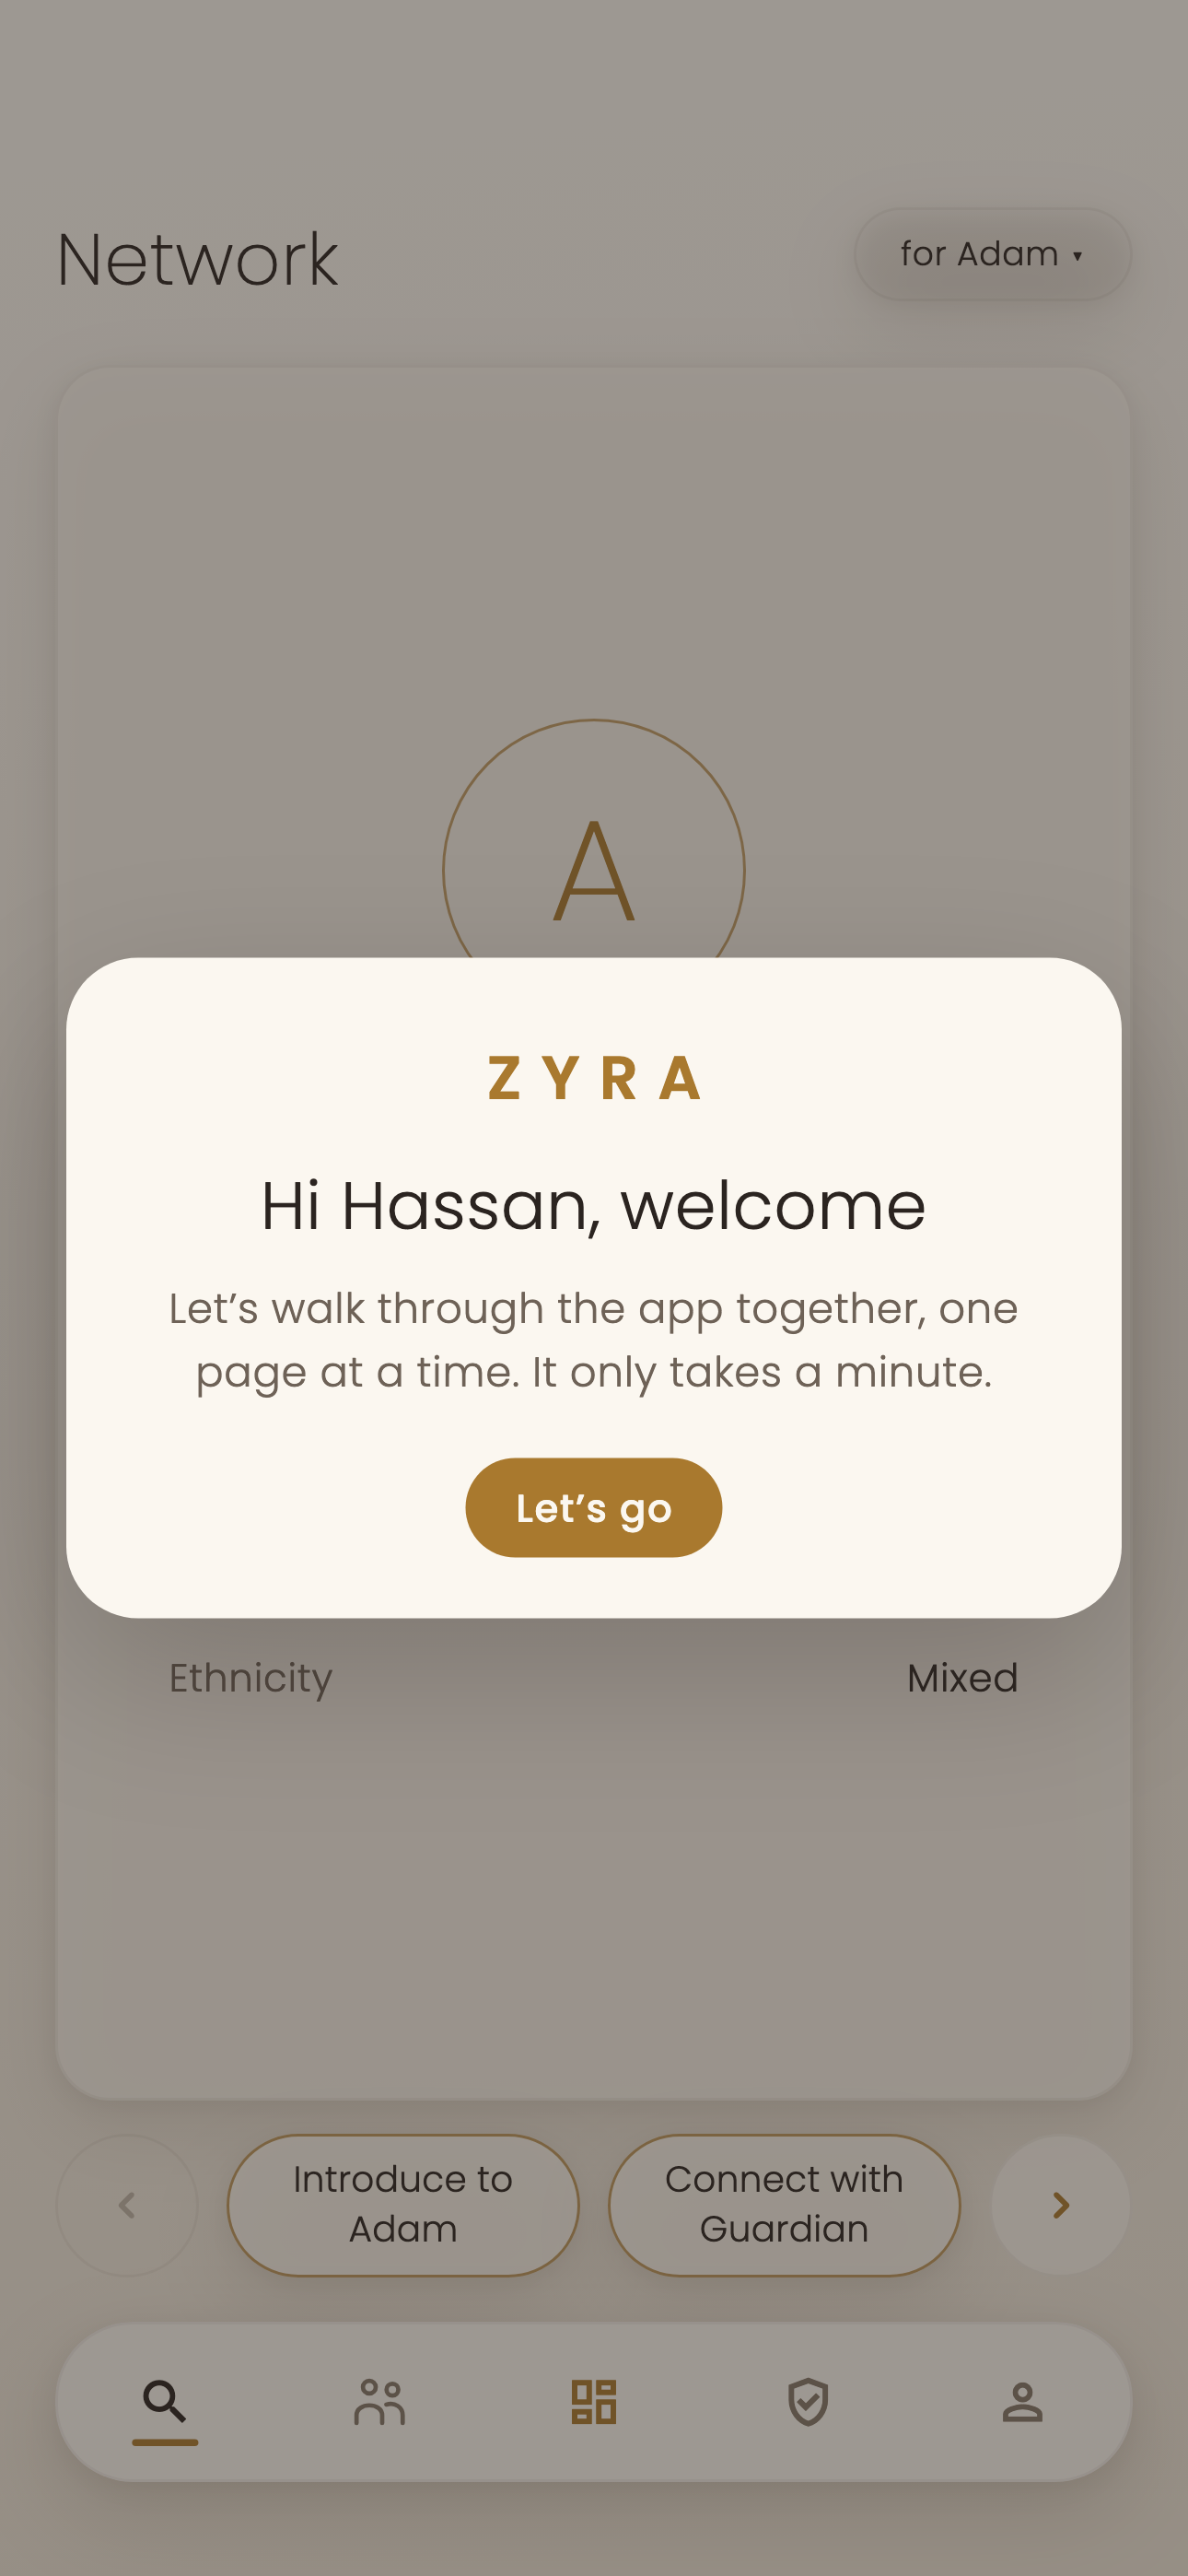 Network
for Adam ▾
A
ZYRA
Hi Hassan, welcome
Let’s walk through the app together, one
page at a time. It only takes a minute.
Let’s go
Ethnicity Mixed
Introduce to
Adam
Connect with
Guardian